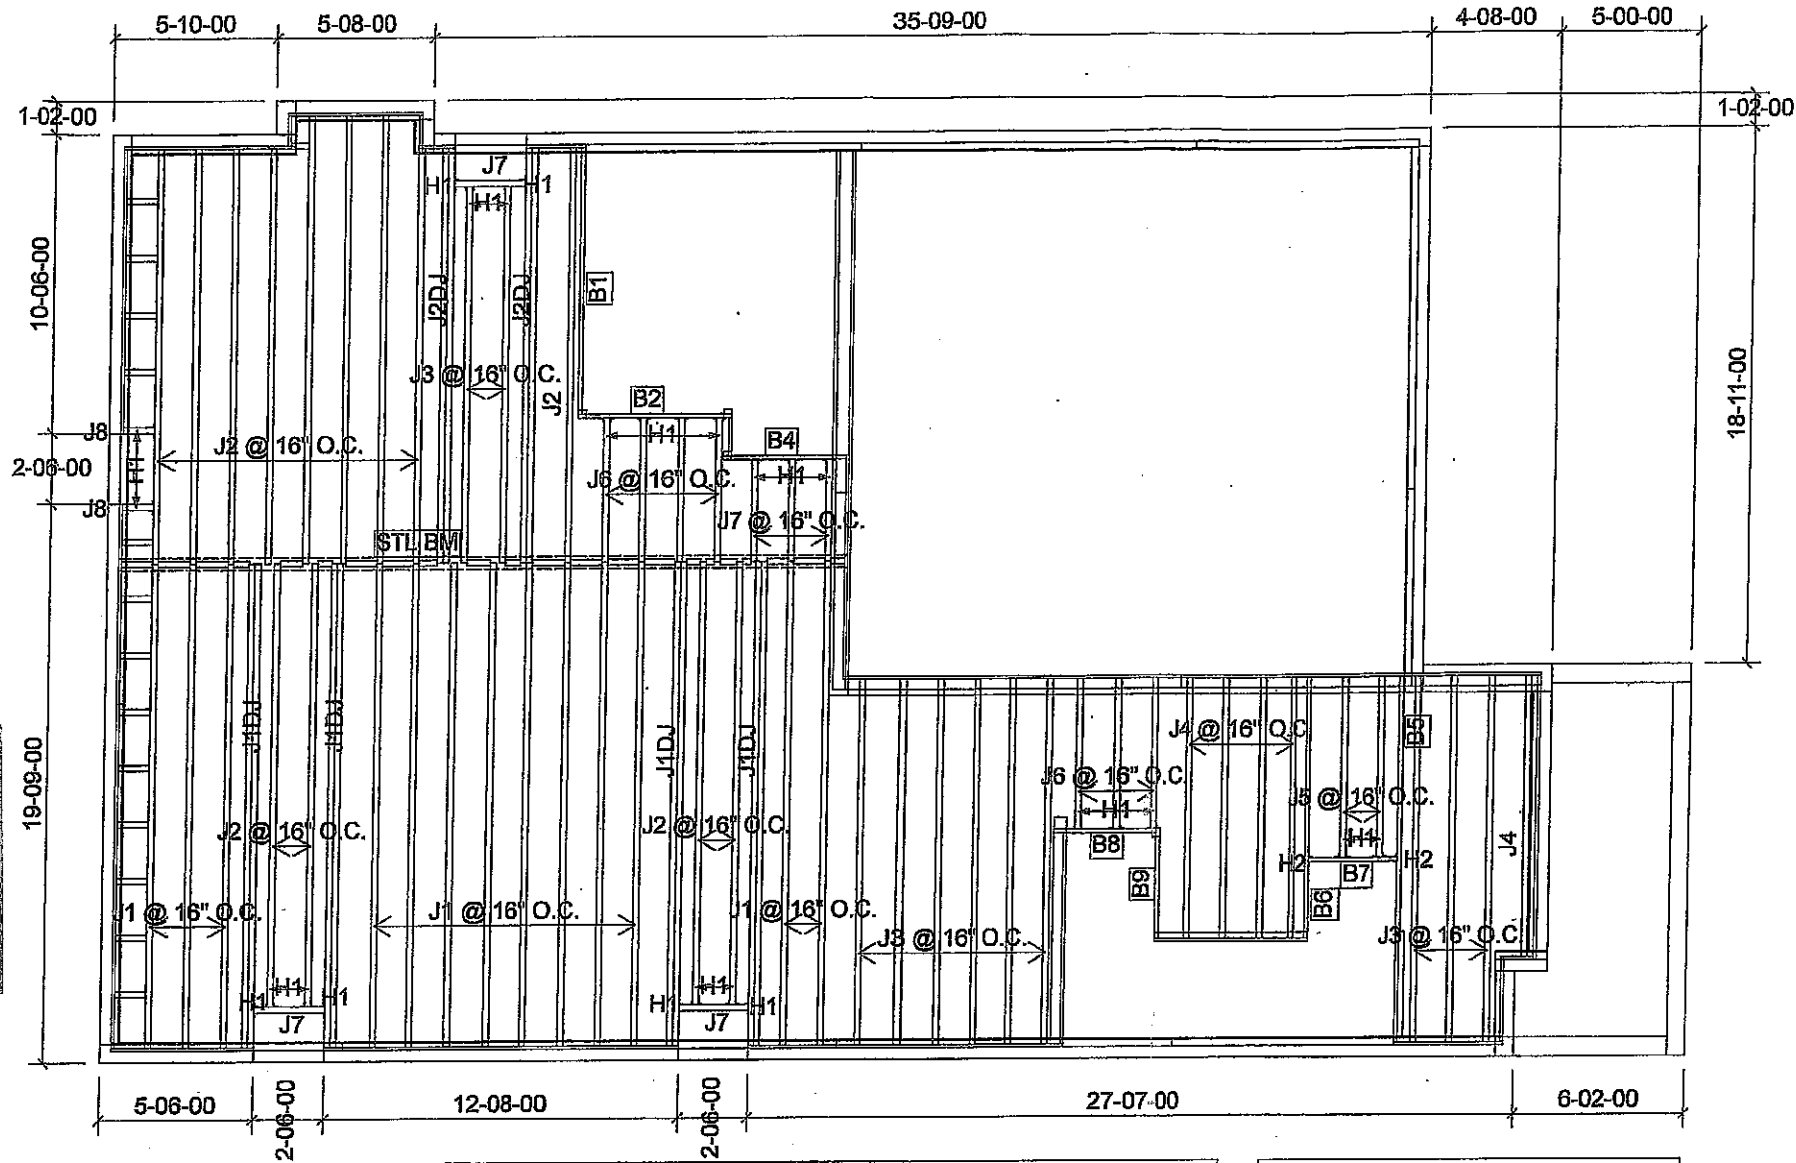 5-10-00
5-08-00
35-09-00
4-08-00
5-00-00
1-02-00
1-02-00
J7
H1
H1
H1
10-06-00
J2DJ
J2DJ
B1
J3 @ 16" O.C.
J2
B2
18-11-00
J8
J2 @ 16" O.C.
H1
B4
2-06-00
H1
H1
J6 @ 16" O.C.
J8
J7 @ 16" O.C.
STL BM
J1DJ
J1DJ
J1DJ
J1DJ
J4 @ 16" O.C.
B5
19-09-00
J6 @ 16" O.C.
J5 @ 16" O.C.
H1
J2 @ 16" O.C.
J2 @ 16" O.C.
H1
J4
B8
H2
H2
B7
B9
B6
J1 @ 16" O.C.
J1 @ 16" O.C.
J1 @ 16" O.C.
J3 @ 16" O.C.
J3 @ 16" O.C.
H1
H1
H1
H1
H1
H1
J7
J7
5-06-00
2-06-00
12-08-00
2-06-00
27-07-00
6-02-00